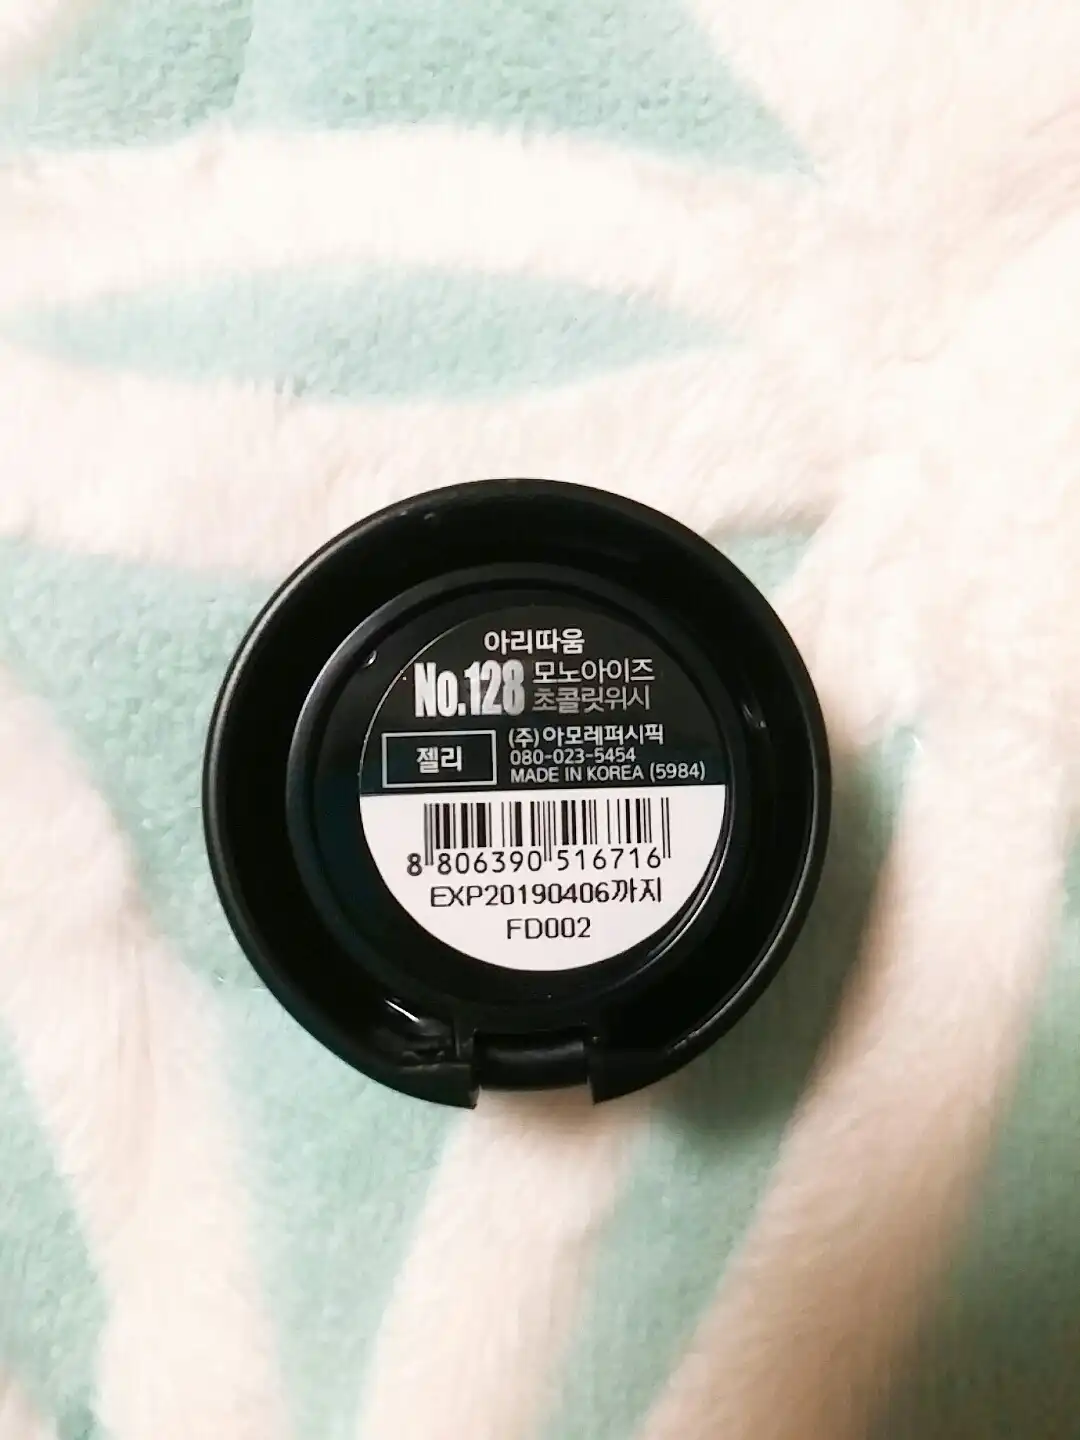 아리따움
No.128 모노아이즈
초콜릿위시
젤리
(주)아모레퍼시픽
080-023-5454
MADE IN KOREA (5984)
8 806390 516716
EXP20190406까지
FD002